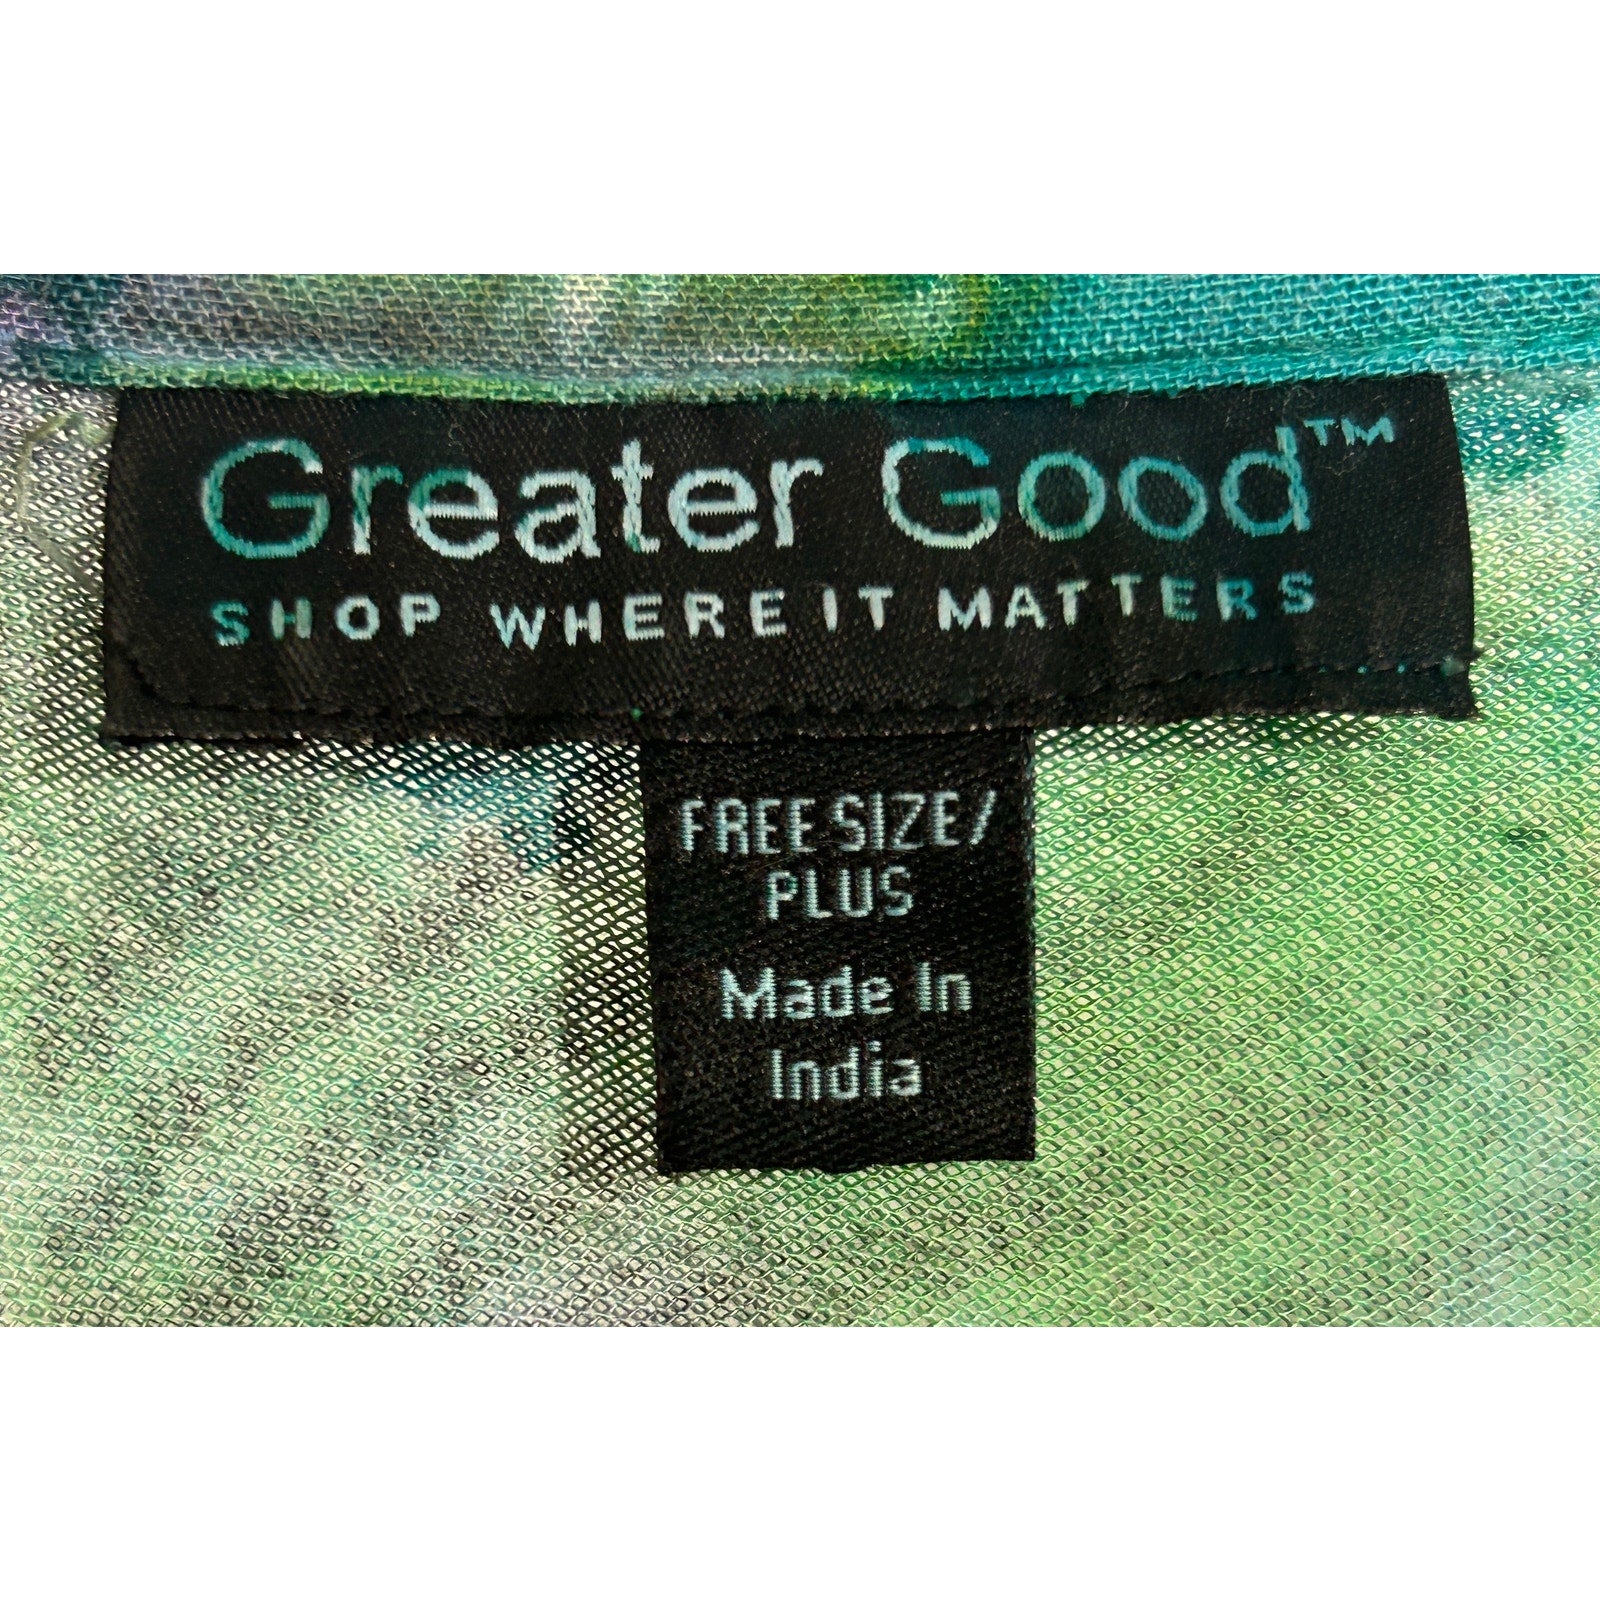 Greater Good™
SHOP WHERE IT MATTERS
FREE SIZE/
PLUS
Made In
India